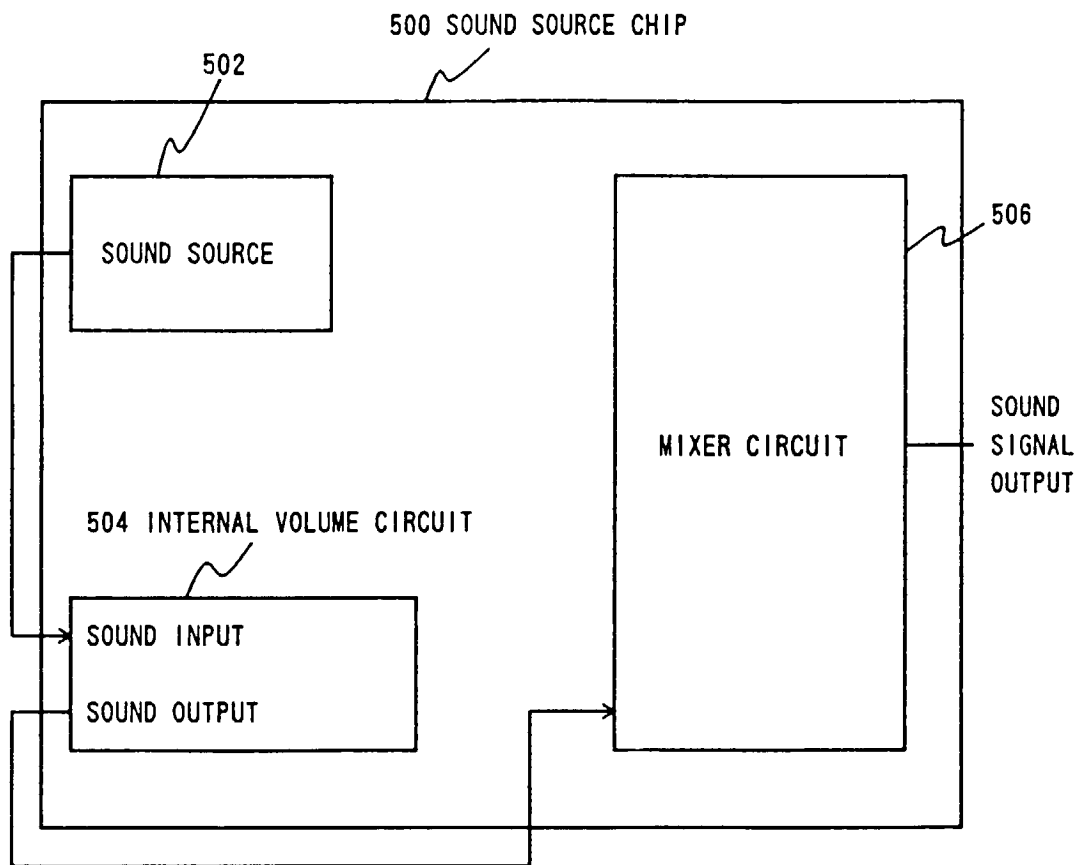 500 SOUND SOURCE CHIP
502
SOUND SOURCE
506
MIXER CIRCUIT
SOUND
SIGNAL
OUTPUT
504 INTERNAL VOLUME CIRCUIT
SOUND INPUT
SOUND OUTPUT